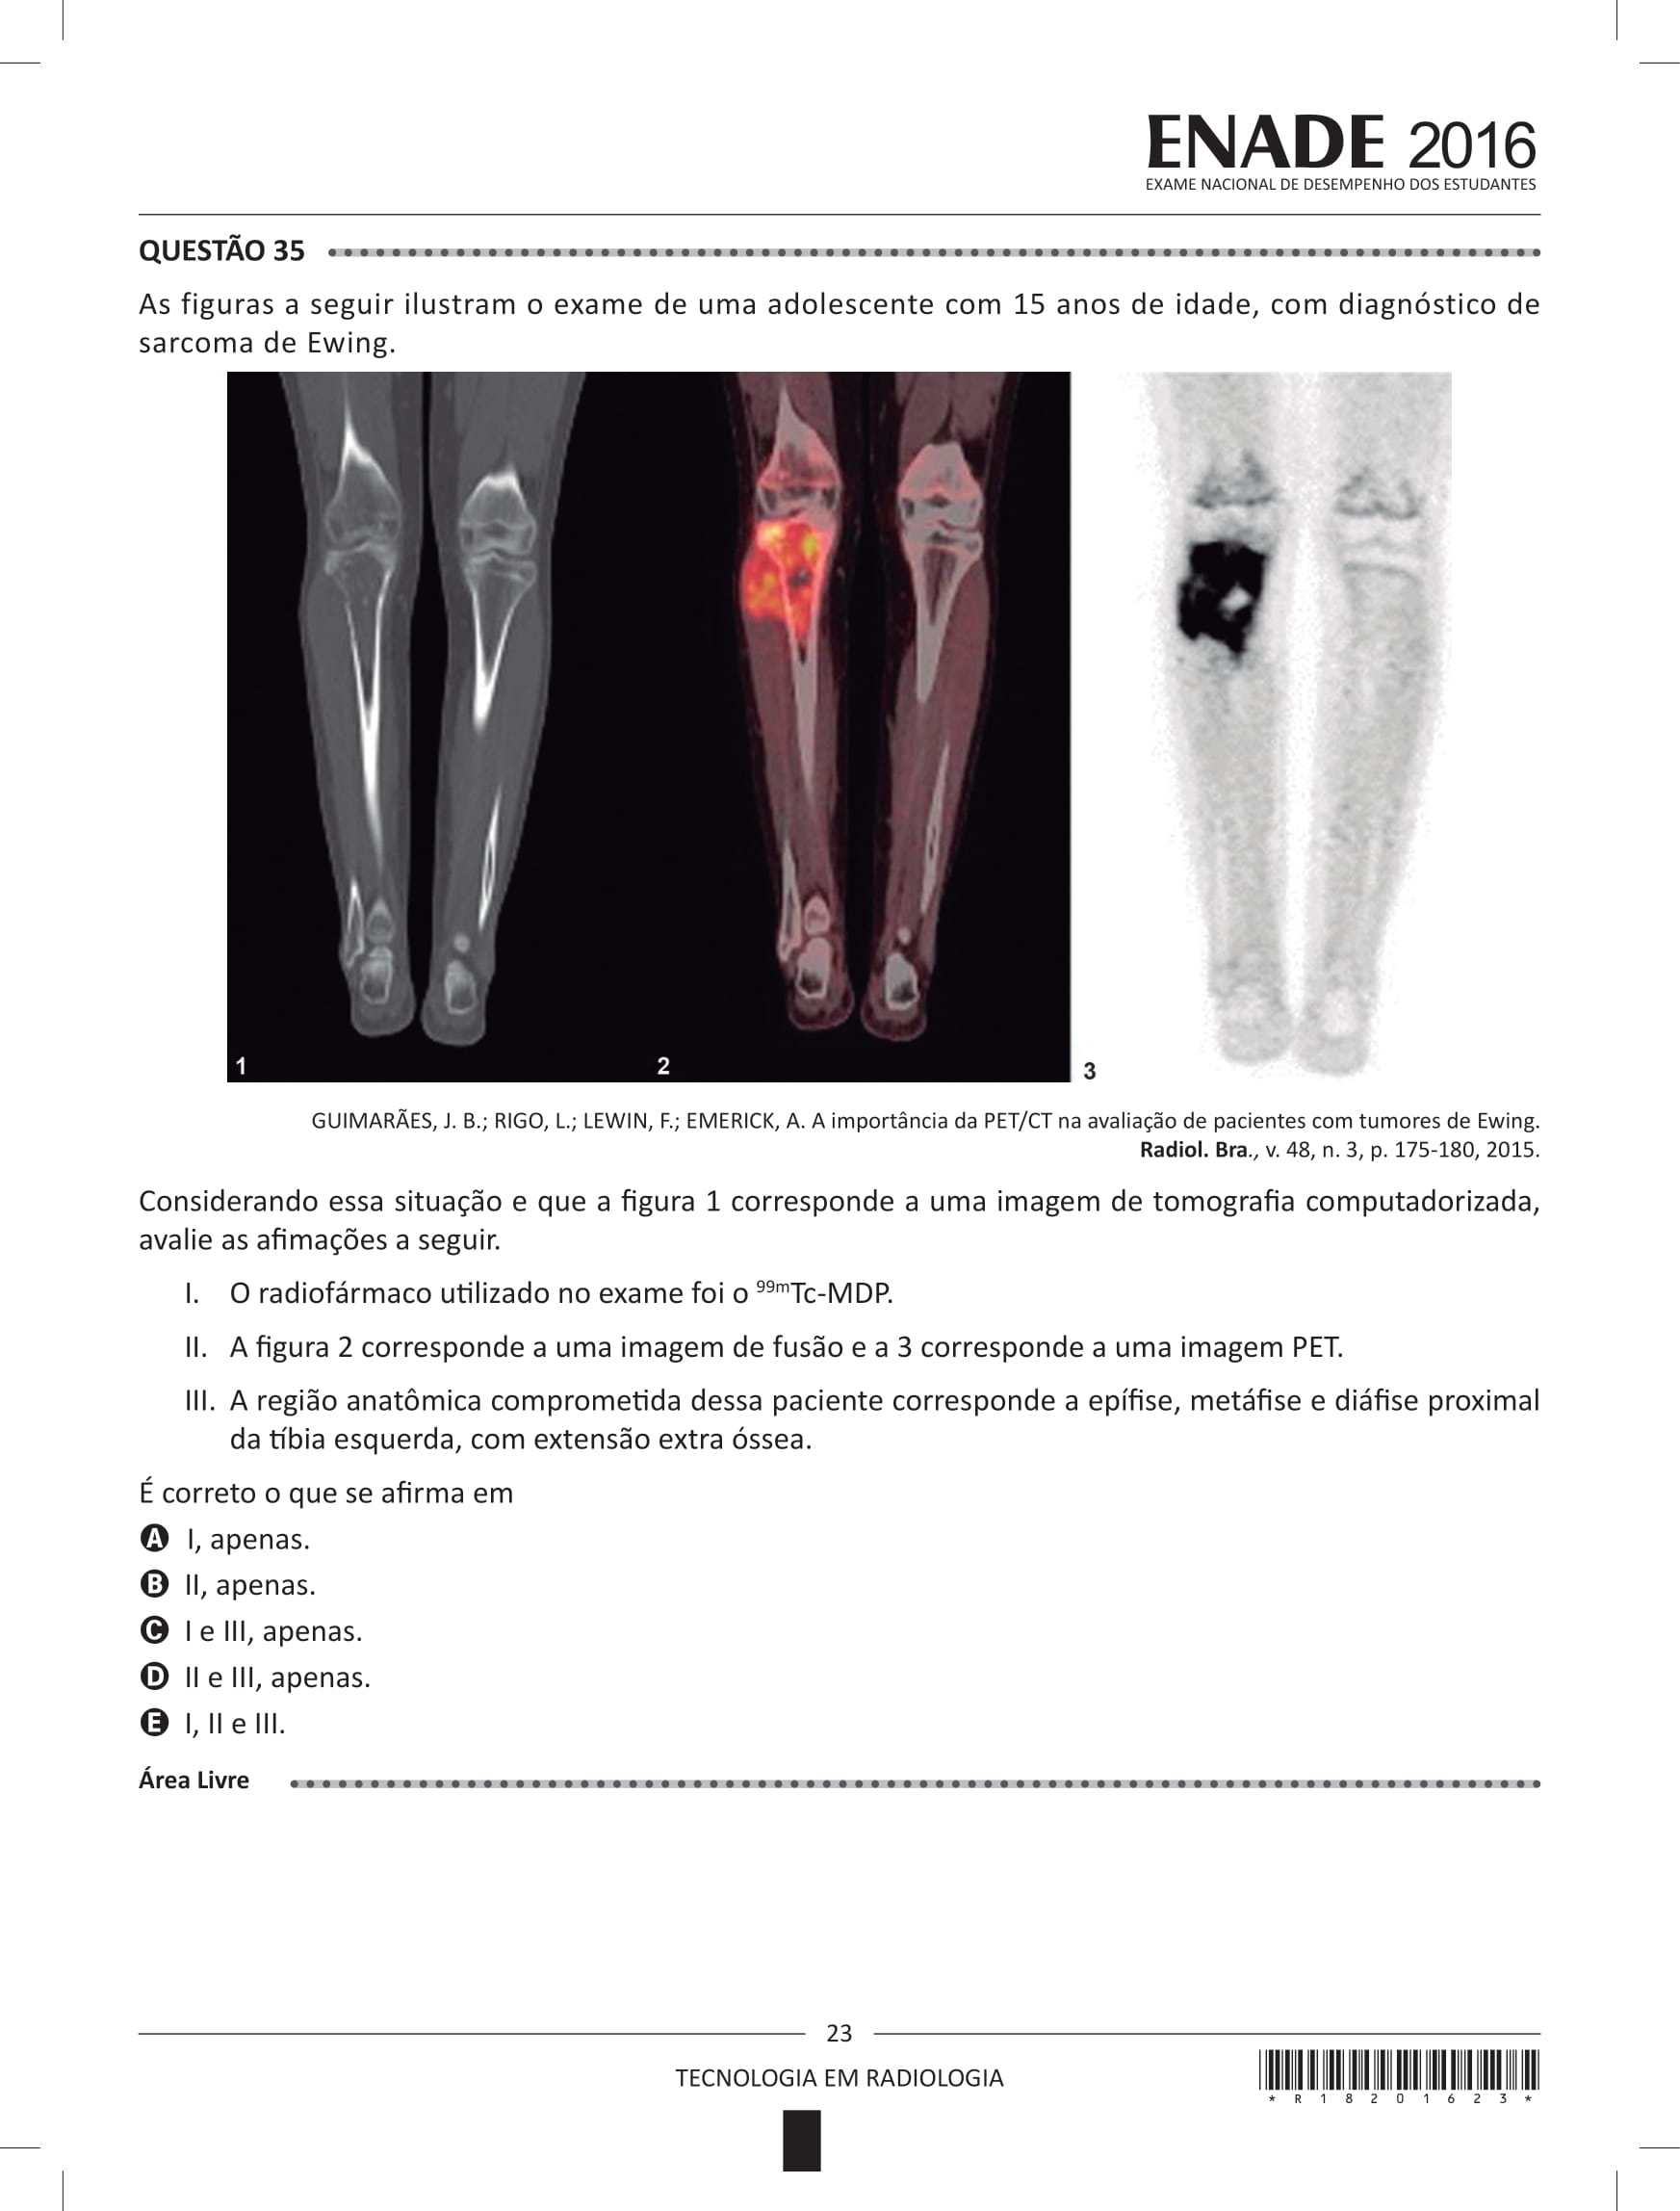 ENADE 2016
EXAME NACIONAL DE DESEMPENHO DOS ESTUDANTES
QUESTÃO 35
As figuras a seguir ilustram o exame de uma adolescente com 15 anos de idade, com diagnóstico de
sarcoma de Ewing.
1
2
3
GUIMARÃES, J. B.; RIGO, L.; LEWIN, F.; EMERICK, A. A importância da PET/CT na avaliação de pacientes com tumores de Ewing.
Radiol. Bra., v. 48, n. 3, p. 175-180, 2015.
Considerando essa situação e que a figura 1 corresponde a uma imagem de tomografia computadorizada,
avalie as afimações a seguir.
I. O radiofármaco utilizado no exame foi o ⁹⁹ᵐTc-MDP.
II. A figura 2 corresponde a uma imagem de fusão e a 3 corresponde a uma imagem PET.
III. A região anatômica comprometida dessa paciente corresponde a epífise, metáfise e diáfise proximal
da tíbia esquerda, com extensão extra óssea.
É correto o que se afirma em
A I, apenas.
B II, apenas.
C I e III, apenas.
D II e III, apenas.
E I, II e III.
Área Livre
23
TECNOLOGIA EM RADIOLOGIA
* R 1 8 2 0 1 6 2 3 *